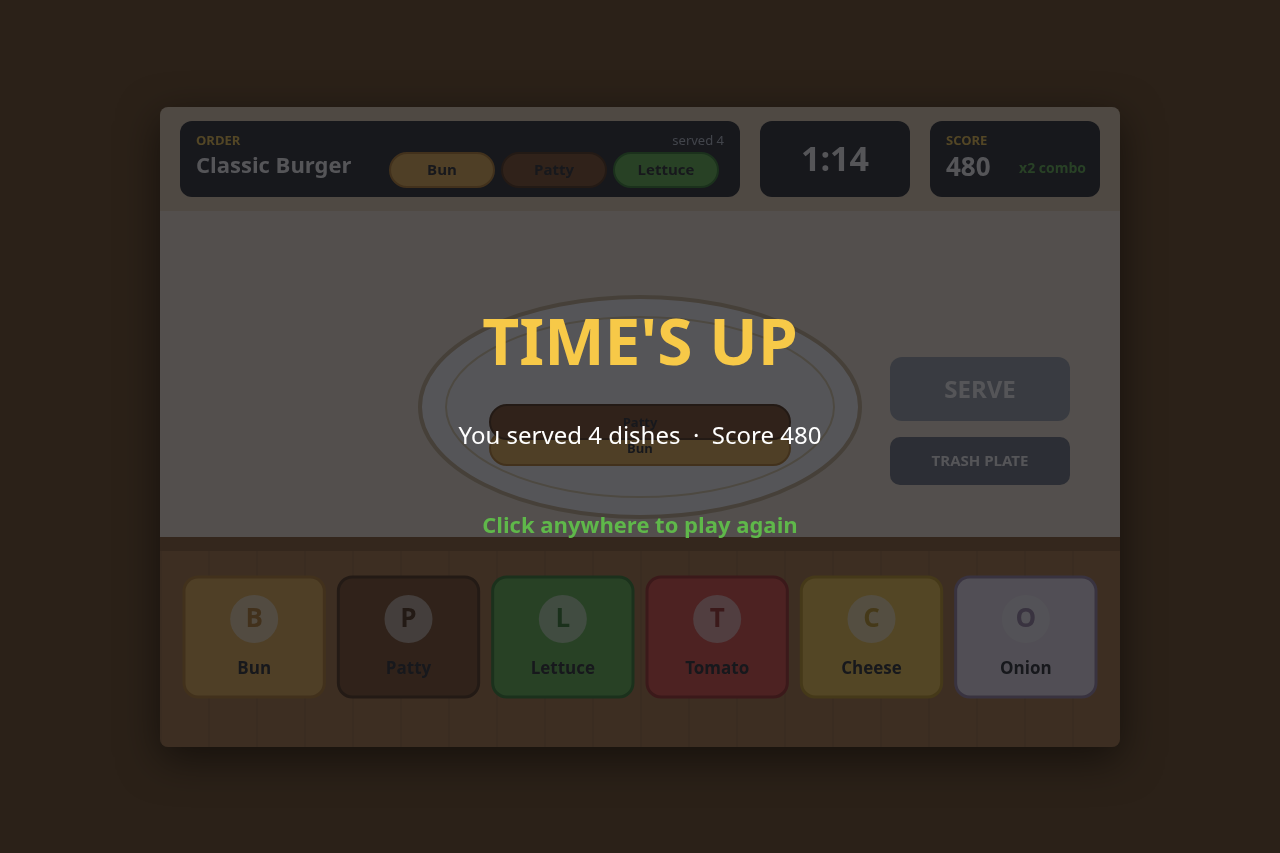 ORDER
served 4
Classic Burger
Bun
Patty
Lettuce
1:14
SCORE
480
x2 combo
TIME'S UP
SERVE
Patty
You served 4 dishes · Score 480
Bun
TRASH PLATE
Click anywhere to play again
B
P
L
T
C
O
Bun
Patty
Lettuce
Tomato
Cheese
Onion